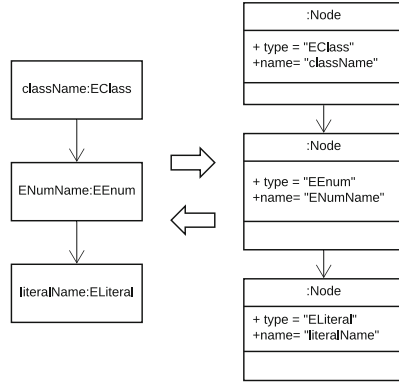 className:EClass
ENumName:EEnum
literalName:ELiteral
:Node
+ type = "EClass"
+name= "className"
:Node
+ type = "EEnum"
+name= "ENumName"
:Node
+ type = "ELiteral"
+name= "literalName"